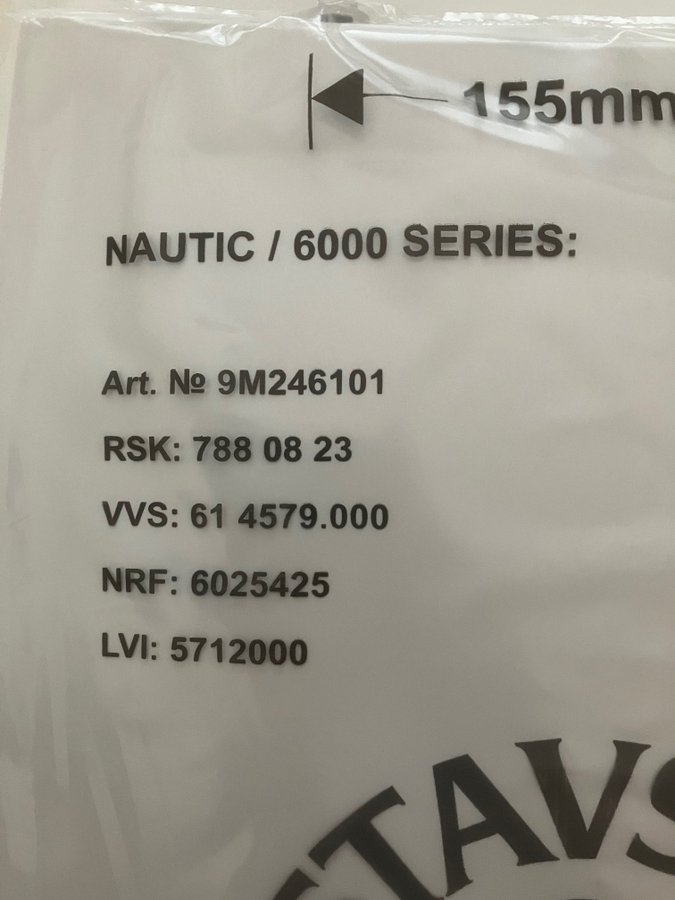 155mm
NAUTIC / 6000 SERIES:
Art. № 9M246101
RSK: 788 08 23
VVS: 61 4579.000
NRF: 6025425
LVI: 5712000
STAVS